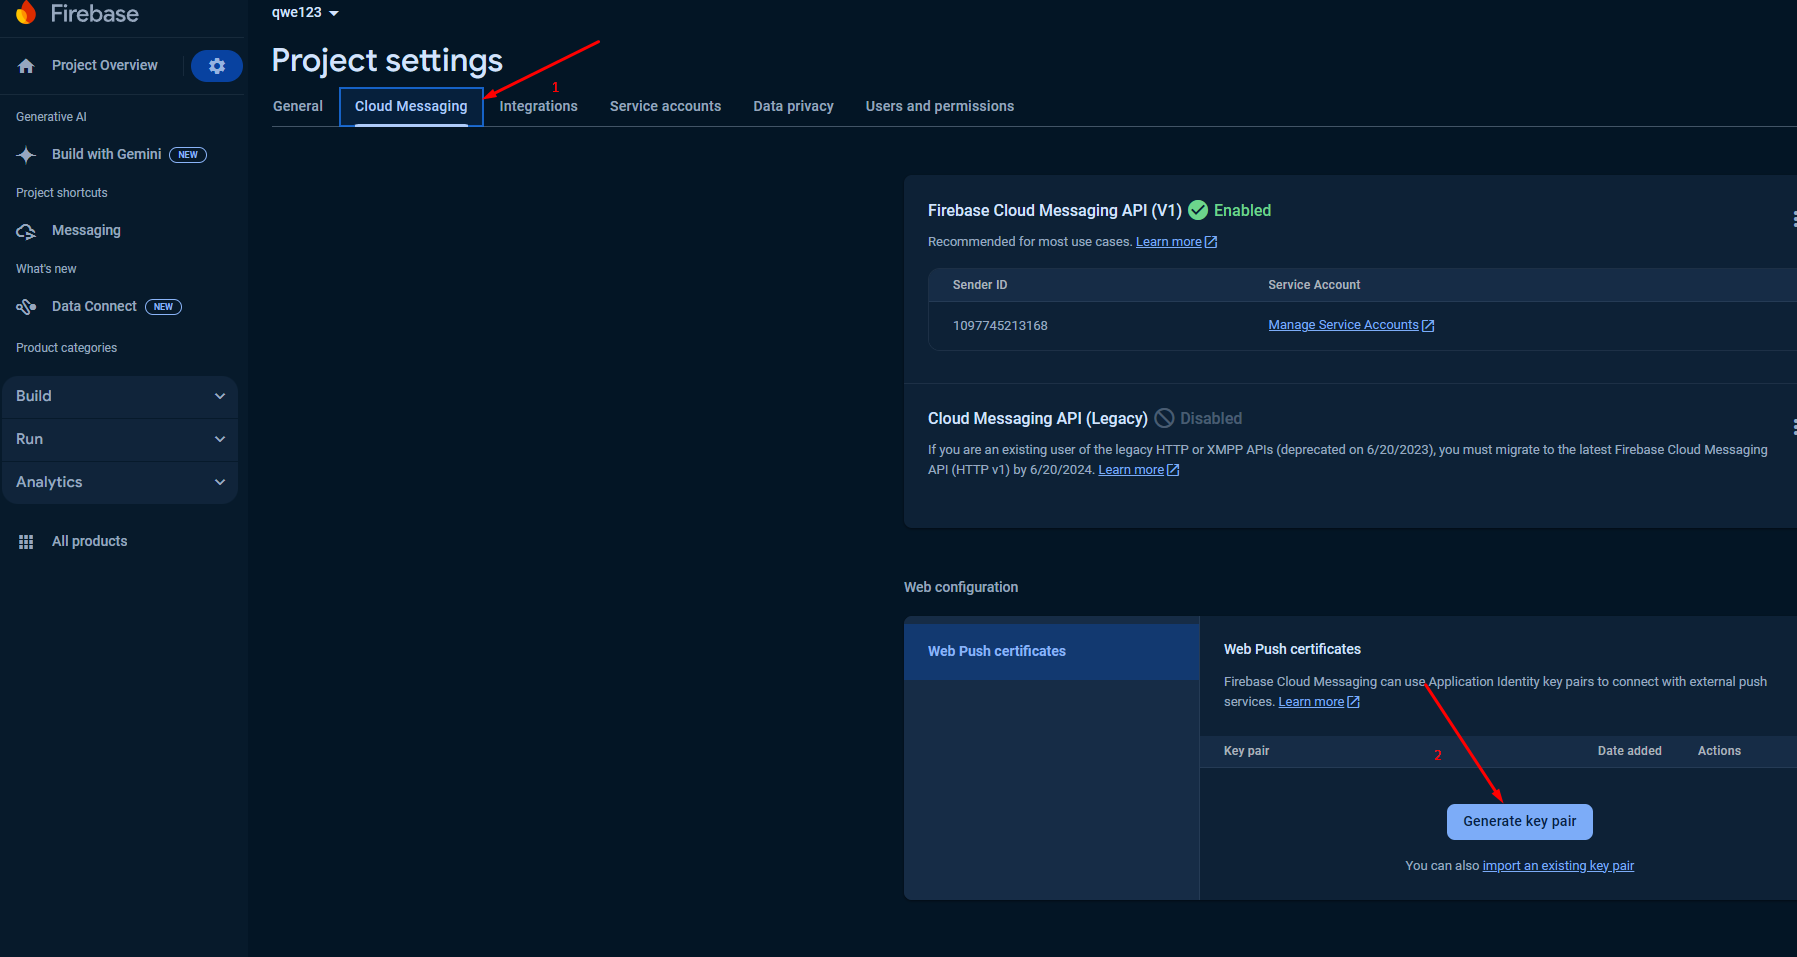 Firebase
Project Overview
Generative AI
Build with Gemini NEW
Project shortcuts
Messaging
What's new
Data Connect NEW
Product categories
Build
Run
Analytics
All products
qwe123
Project settings
1
General Cloud Messaging Integrations Service accounts Data privacy Users and permissions
Firebase Cloud Messaging API (V1) Enabled
Recommended for most use cases. Learn more
Sender ID Service Account
1097745213168 Manage Service Accounts
Cloud Messaging API (Legacy) Disabled
If you are an existing user of the legacy HTTP or XMPP APIs (deprecated on 6/20/2023), you must migrate to the latest Firebase Cloud Messaging
API (HTTP v1) by 6/20/2024. Learn more
Web configuration
Web Push certificates
Web Push certificates
Firebase Cloud Messaging can use Application Identity key pairs to connect with external push
services. Learn more
Key pair Date added Actions
2
Generate key pair
You can also import an existing key pair